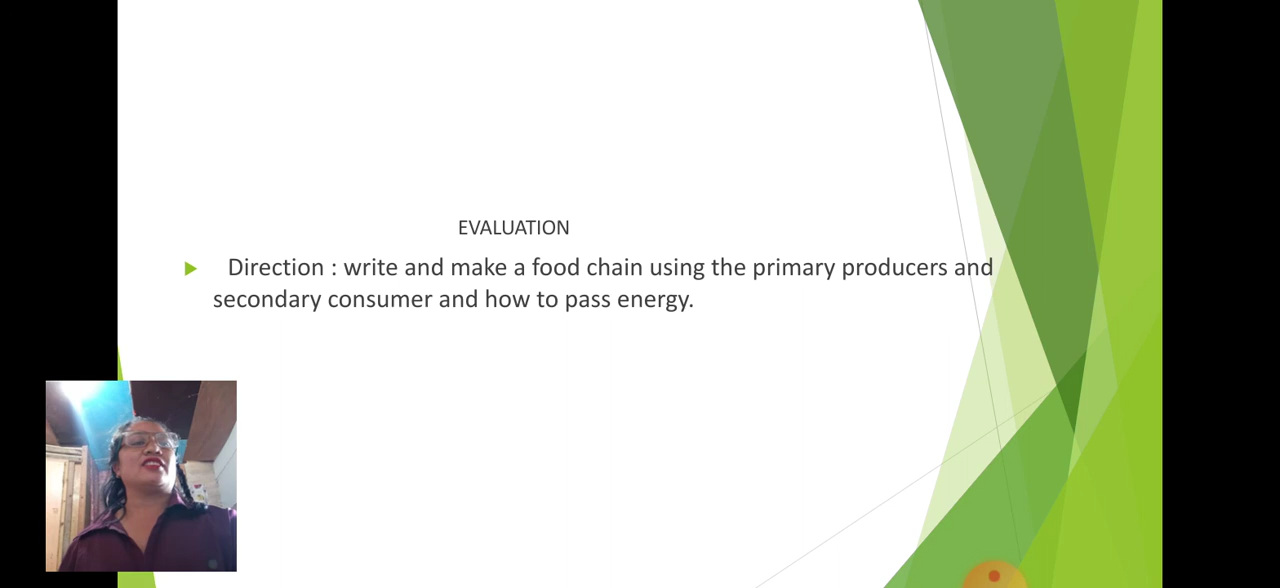 EVALUATION
Direction : write and make a food chain using the primary producers and
secondary consumer and how to pass energy.